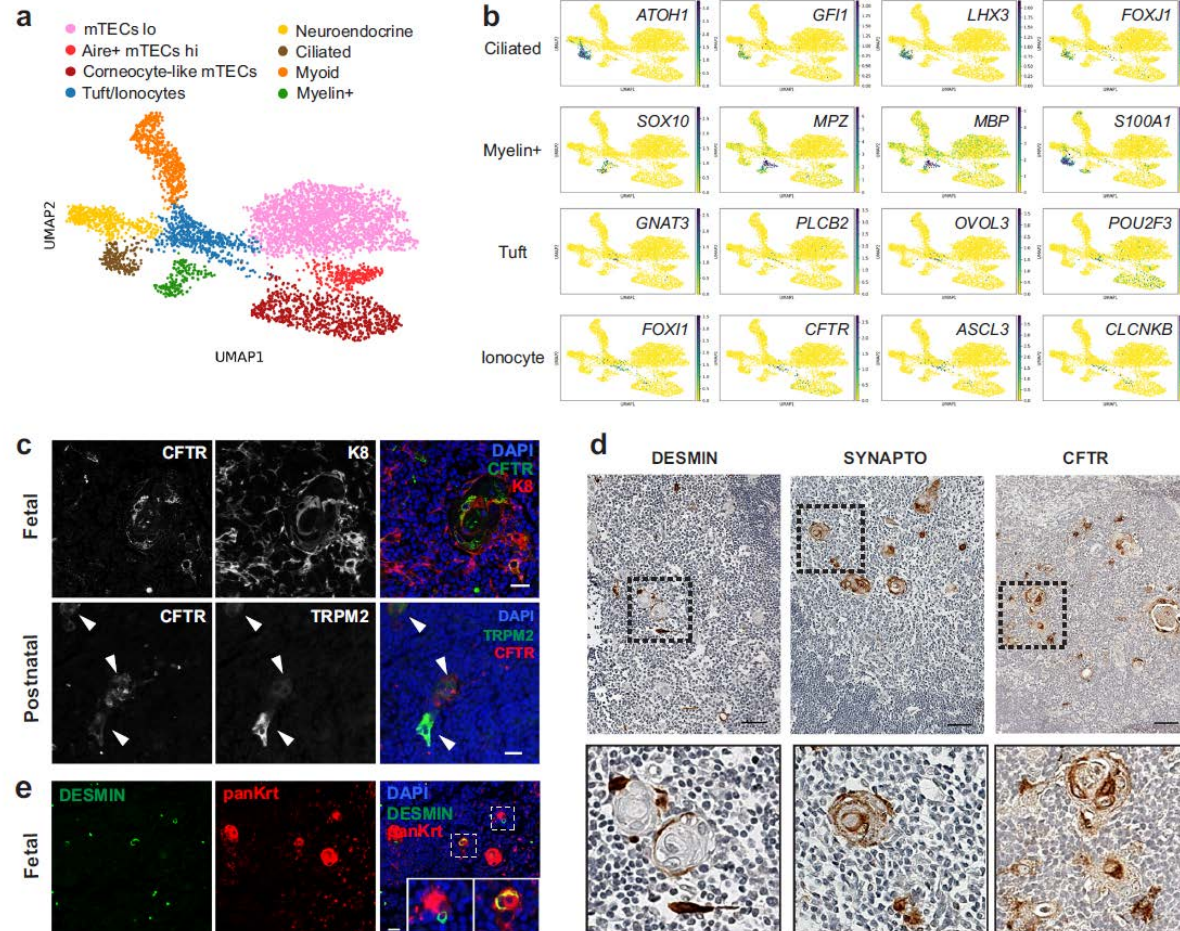 a
mTECs lo
Aire+ mTECs hi
Corneocyte-like mTECs
Tuft/Ionocytes
Neuroendocrine
Ciliated
Myoid
Myelin+
UMAP2
UMAP1
b
Ciliated
ATOH1
GFI1
LHX3
FOXJ1
Myelin+
SOX10
MPZ
MBP
S100A1
Tuft
GNAT3
PLCB2
OVOL3
POU2F3
Ionocyte
FOXI1
CFTR
ASCL3
CLCNKB
c
Fetal
CFTR
K8
DAPI
CFTR
K8
Postnatal
CFTR
TRPM2
DAPI
TRPM2
CFTR
d
DESMIN
SYNAPTO
CFTR
e
Fetal
DESMIN
panKrt
DAPI
DESMIN
panKrt